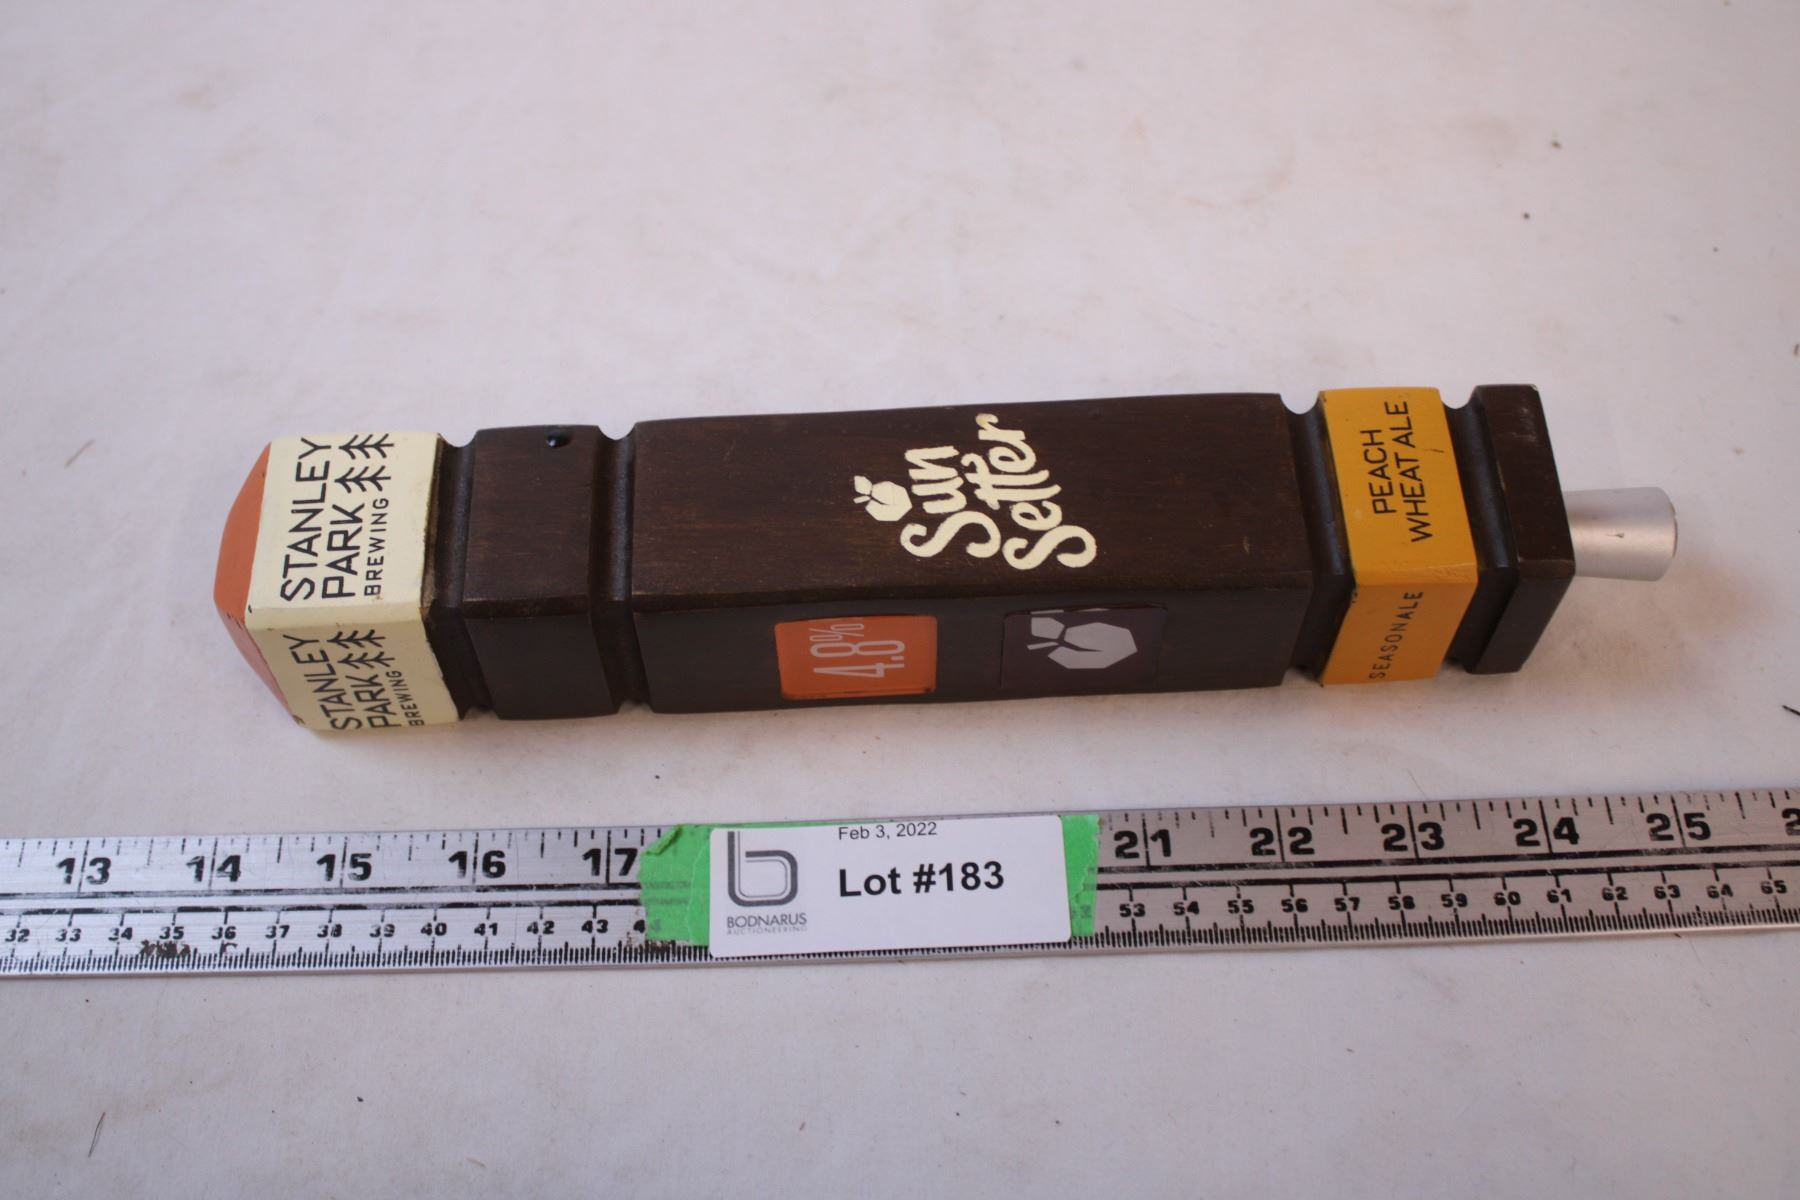 STANLEY
PARK
BREWING
STANLEY
PARK
BREWING
Sun
Setter
4.8%
PEACH
WHEAT ALE
SEASONALE
13 14 15 16 17 21 22 23 24 25
32 33 34 35 36 37 38 39 40 41 42 43 53 54 55 56 57 58 59 60 61 62 63 64 65
Feb 3, 2022
Lot #183
b
BODNARUS
AUCTIONEERING